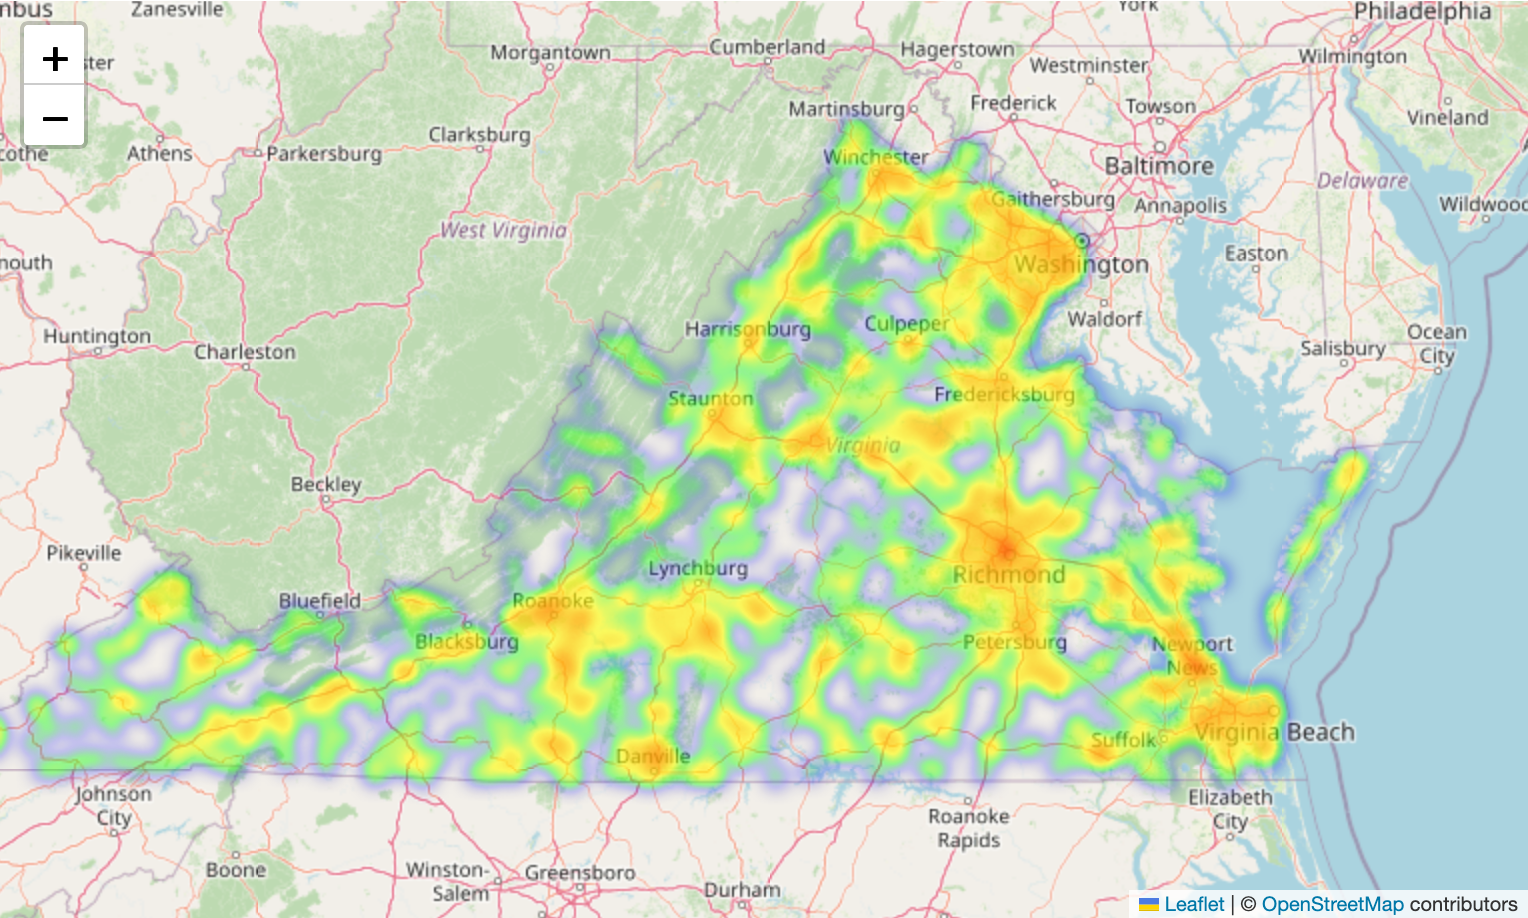 nbus
Zanesville
York
Philadelphia
+
−
ster
Morgantown
Cumberland
Hagerstown
Westminster
Wilmington
Martinsburg
Frederick
Towson
Vineland
cothe
Athens
Parkersburg
Clarksburg
Winchester
Baltimore
Delaware
Gaithersburg
Annapolis
Wildwood
West Virginia
mouth
Washington
Easton
Huntington
Charleston
Harrisonburg
Culpeper
Waldorf
Salisbury
Ocean
City
Staunton
Fredericksburg
Virginia
Beckley
Pikeville
Lynchburg
Richmond
Bluefield
Roanoke
Blacksburg
Petersburg
Newport
News
Danville
Suffolk
Virginia Beach
Johnson
City
Elizabeth
City
Roanoke
Rapids
Boone
Winston-
Salem
Greensboro
Durham
Leaflet | © OpenStreetMap contributors